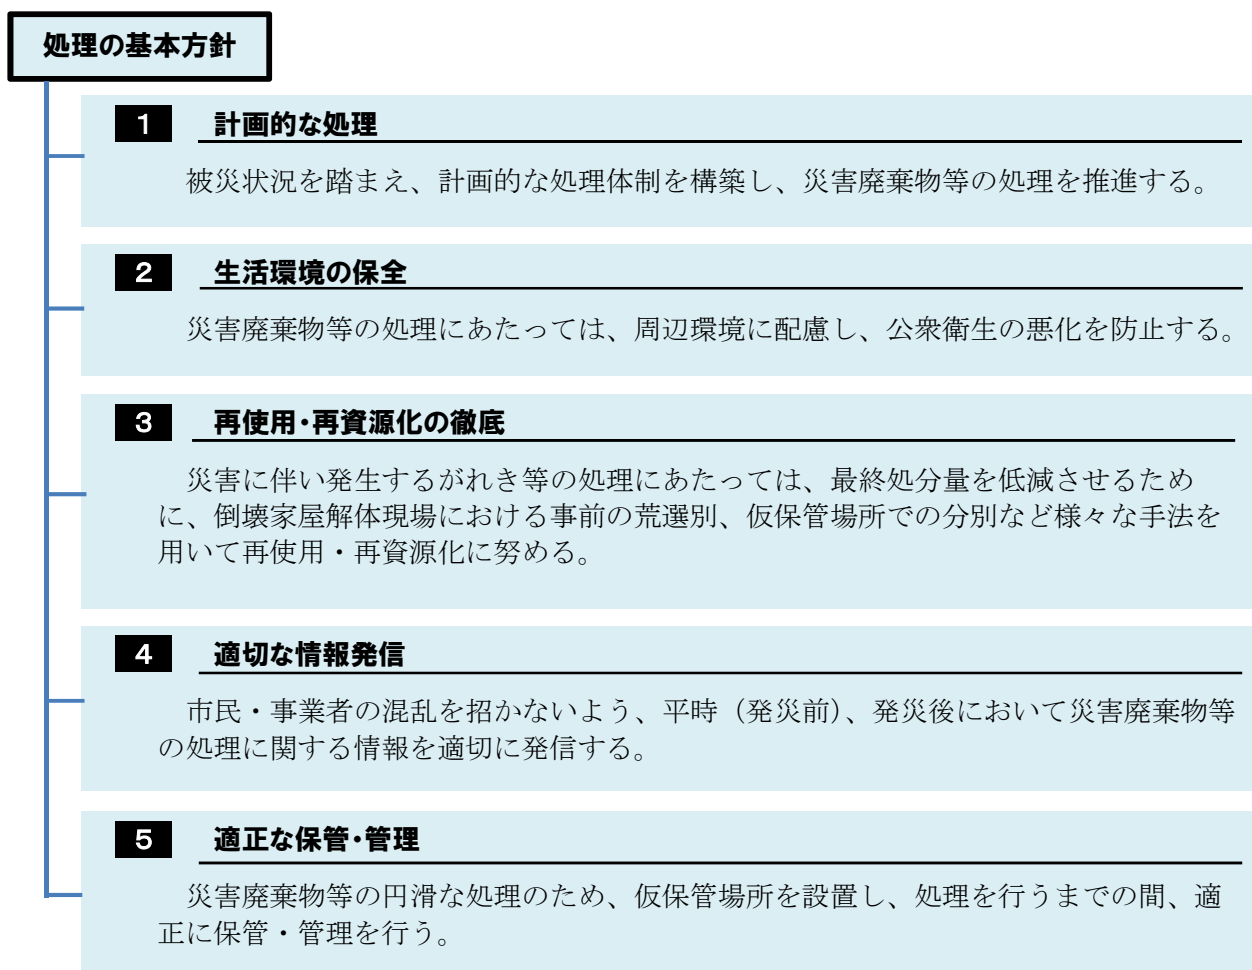 処理の基本方針
1 計画的な処理
被災状況を踏まえ、計画的な処理体制を構築し、災害廃棄物等の処理を推進する。
2 生活環境の保全
災害廃棄物等の処理にあたっては、周辺環境に配慮し、公衆衛生の悪化を防止する。
3 再使用・再資源化の徹底
災害に伴い発生するがれき等の処理にあたっては、最終処分量を低減させるため
に、倒壊家屋解体現場における事前の荒選別、仮保管場所での分別など様々な手法を
用いて再使用・再資源化に努める。
4 適切な情報発信
市民・事業者の混乱を招かないよう、平時（発災前）、発災後において災害廃棄物等
の処理に関する情報を適切に発信する。
5 適正な保管・管理
災害廃棄物等の円滑な処理のため、仮保管場所を設置し、処理を行うまでの間、適
正に保管・管理を行う。